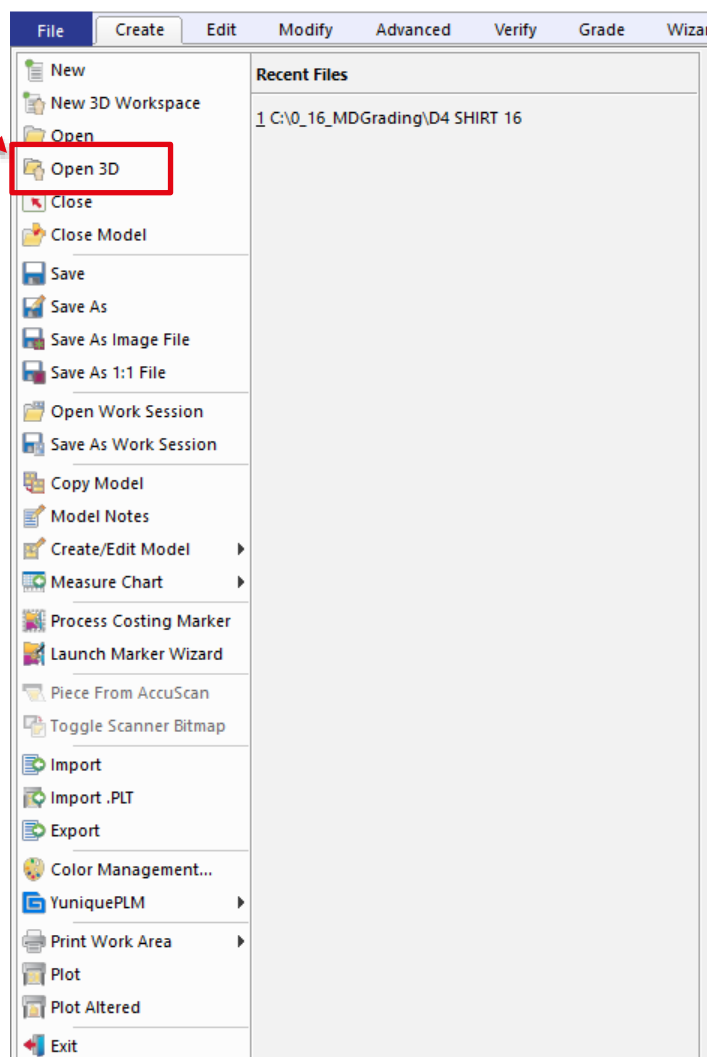 File Create Edit Modify Advanced Verify Grade
New
New 3D Workspace
Open
Open 3D
Close
Close Model
Save
Save As
Save As Image File
Save As 1:1 File
Open Work Session
Save As Work Session
Copy Model
Model Notes
Create/Edit Model
Measure Chart
Process Costing Marker
Launch Marker Wizard
Piece From AccuScan
Toggle Scanner Bitmap
Import
Import .PLT
Export
Color Management...
YuniquePLM
Print Work Area
Plot
Plot Altered
Exit
Recent Files
1 C:\0_16_MDGrading\D4 SHIRT 16